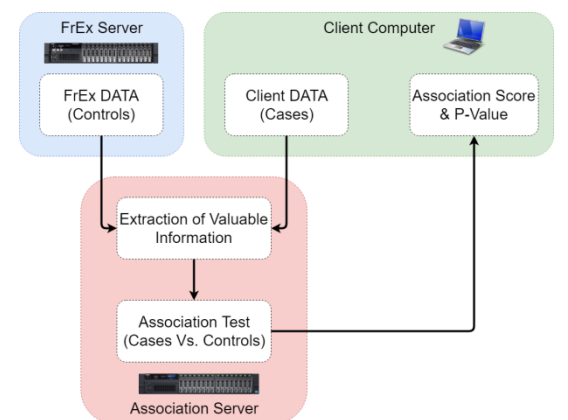 FrEx Server
Client Computer
FrEx DATA
(Controls)
Client DATA
(Cases)
Association Score
& P-Value
Extraction of Valuable
Information
Association Test
(Cases Vs. Controls)
Association Server